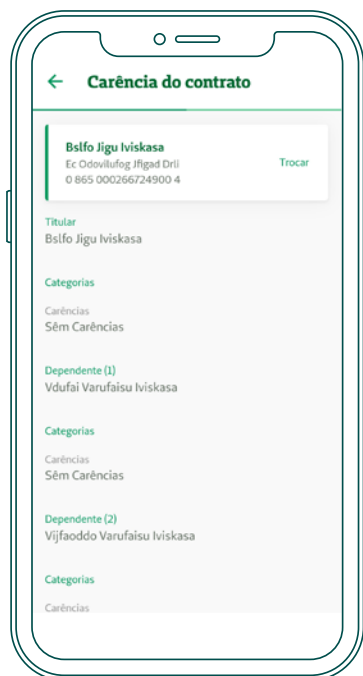 Carência do contrato
Bslfo Jigu Iviskasa
Ec Odovilufog Jfigad Drli
0 865 000266724900 4
Trocar
Titular
Bslfo Jigu Iviskasa
Categorias
Carências
Sêm Carências
Dependente (1)
Vdufai Varufaisu Iviskasa
Categorias
Carências
Sêm Carências
Dependente (2)
Vijfaoddo Varufaisu Iviskasa
Categorias
Carências